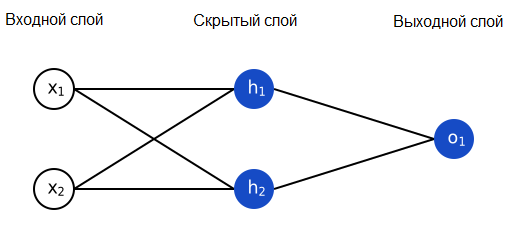 Входной слой
Скрытый слой
Выходной слой
x₁
h₁
o₁
x₂
h₂